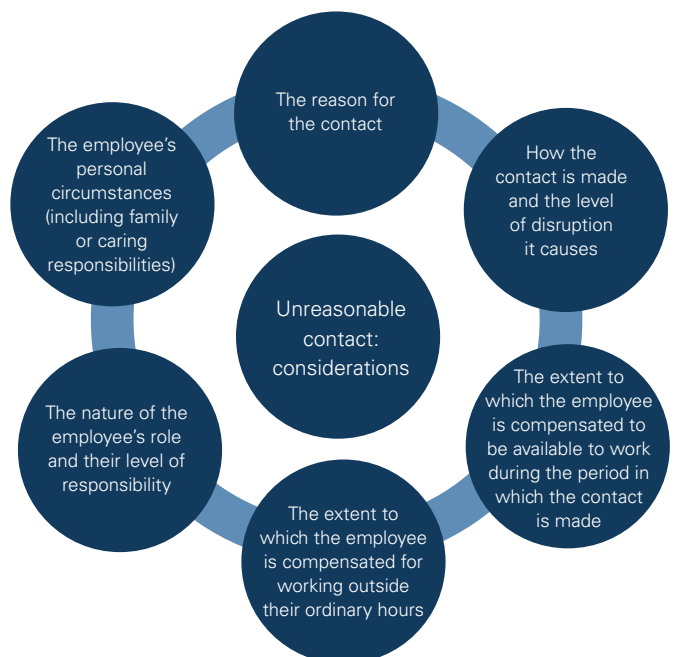 The reason for
the contact
How the
contact is made
and the level
of disruption
it causes
The extent to
which the employee
is compensated to
be available to work
during the period in
which the contact
is made
The extent to
which the employee
is compensated for
working outside
their ordinary hours
The nature of the
employee’s role
and their level of
responsibility
The employee’s
personal
circumstances
(including family
or caring
responsibilities)
Unreasonable
contact:
considerations